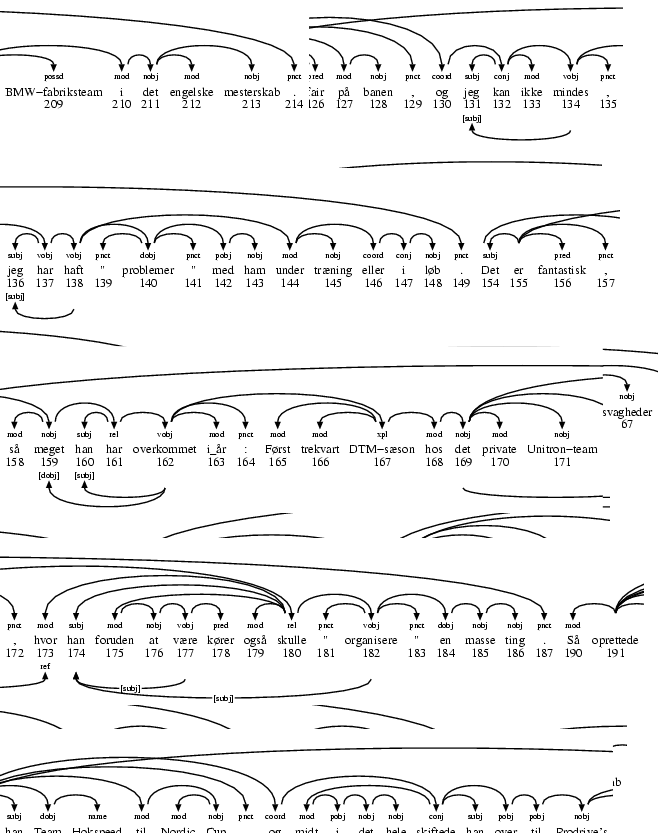 possd mod nobj mod nobj pnct pred mod nobj pnct coord subj conj mod vobj pnct
BMW-fabriksteam i det engelske mesterskab . fair på banen , og jeg kan ikke mindes ,
209 210 211 212 213 214 126 127 128 129 130 131 132 133 134 135
[subj]
subj vobj vobj pnct dobj pnct pobj nobj mod nobj coord conj nobj pnct subj pred pnct
jeg har haft " problemer " med ham under træning eller i løb . Det er fantastisk ,
136 137 138 139 140 141 142 143 144 145 146 147 148 149 154 155 156 157
[subj]
nobj
svagheder
67
mod nobj subj rel vobj mod pnct mod mod xpl mod nobj mod nobj
så meget han har overkommet i_år : Først trekvart DTM-sæson hos det private Unitron-team
158 159 160 161 162 163 164 165 166 167 168 169 170 171
[dobj] [subj]
pnct mod subj mod nobj vobj pred mod rel pnct vobj pnct dobj nobj nobj pnct mod
, hvor han foruden at være kører også skulle " organisere " en masse ting . Så oprettede
172 173 174 175 176 177 178 179 180 181 182 183 184 185 186 187 190 191
ref
[subj]
[subj]
subj dobj name mod mod nobj pnct coord mod pobj nobj nobj conj subj pobj pobj nobj
han Team Hokspeed til Nordic Cup og midt i det hele skiftede han over til Prodrive's